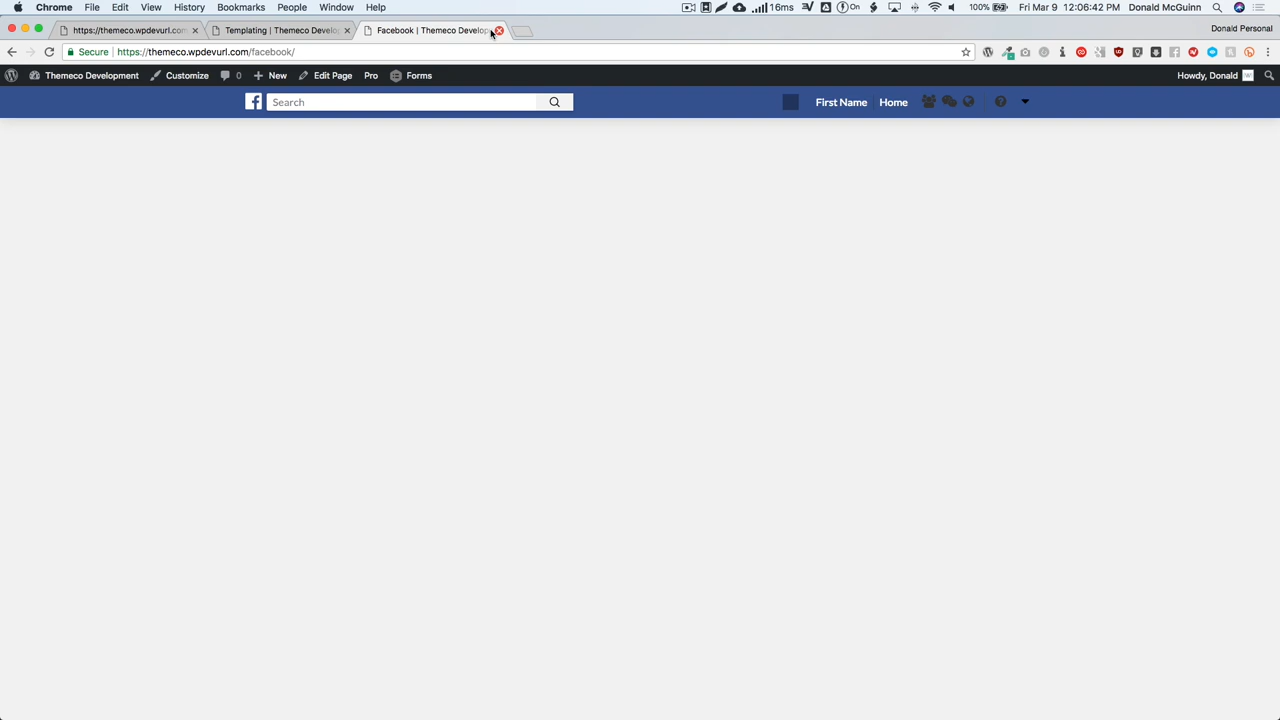 Chrome File Edit View History Bookmarks People Window Help 16ms On 100% Fri Mar 9 12:06:42 PM Donald McGuinn
https://themeco.wpdevurl.com Templating | Themeco Develo Facebook | Themeco Develop Donald Personal
Secure https://themeco.wpdevurl.com/facebook/
Themeco Development Customize 0 New Edit Page Pro Forms Howdy, Donald
Search First Name Home